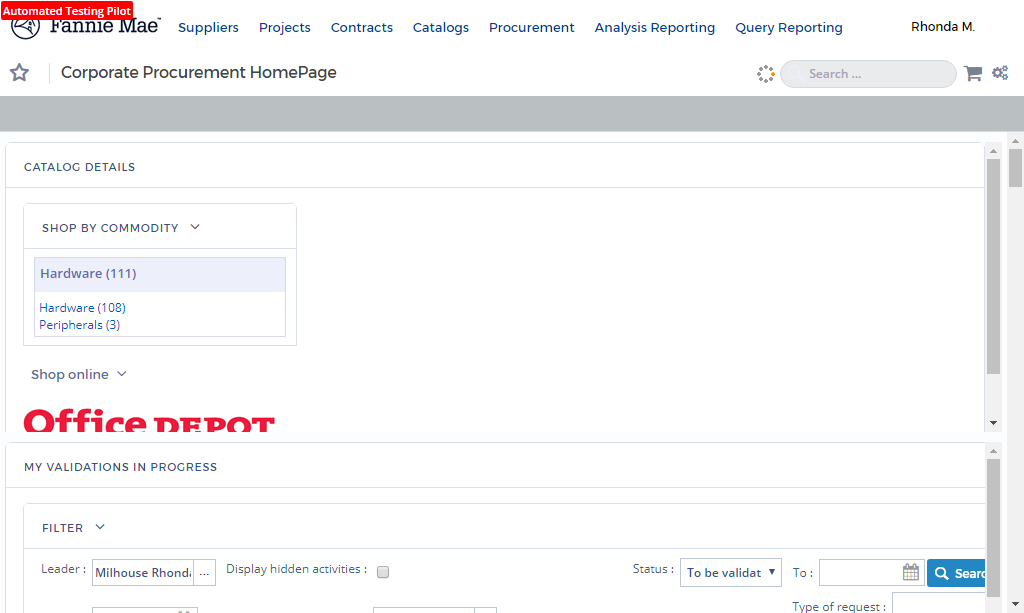 Automated Testing Pilot
Fannie Mae™ Suppliers Projects Contracts Catalogs Procurement Analysis Reporting Query Reporting Rhonda M.
Corporate Procurement HomePage Search ...
CATALOG DETAILS
SHOP BY COMMODITY
Hardware (111)
Hardware (108)
Peripherals (3)
Shop online
Office DEPOT
MY VALIDATIONS IN PROGRESS
FILTER
Leader : Milhouse Rhonda ... Display hidden activities : Status : To be validat To : Searc
Type of request :